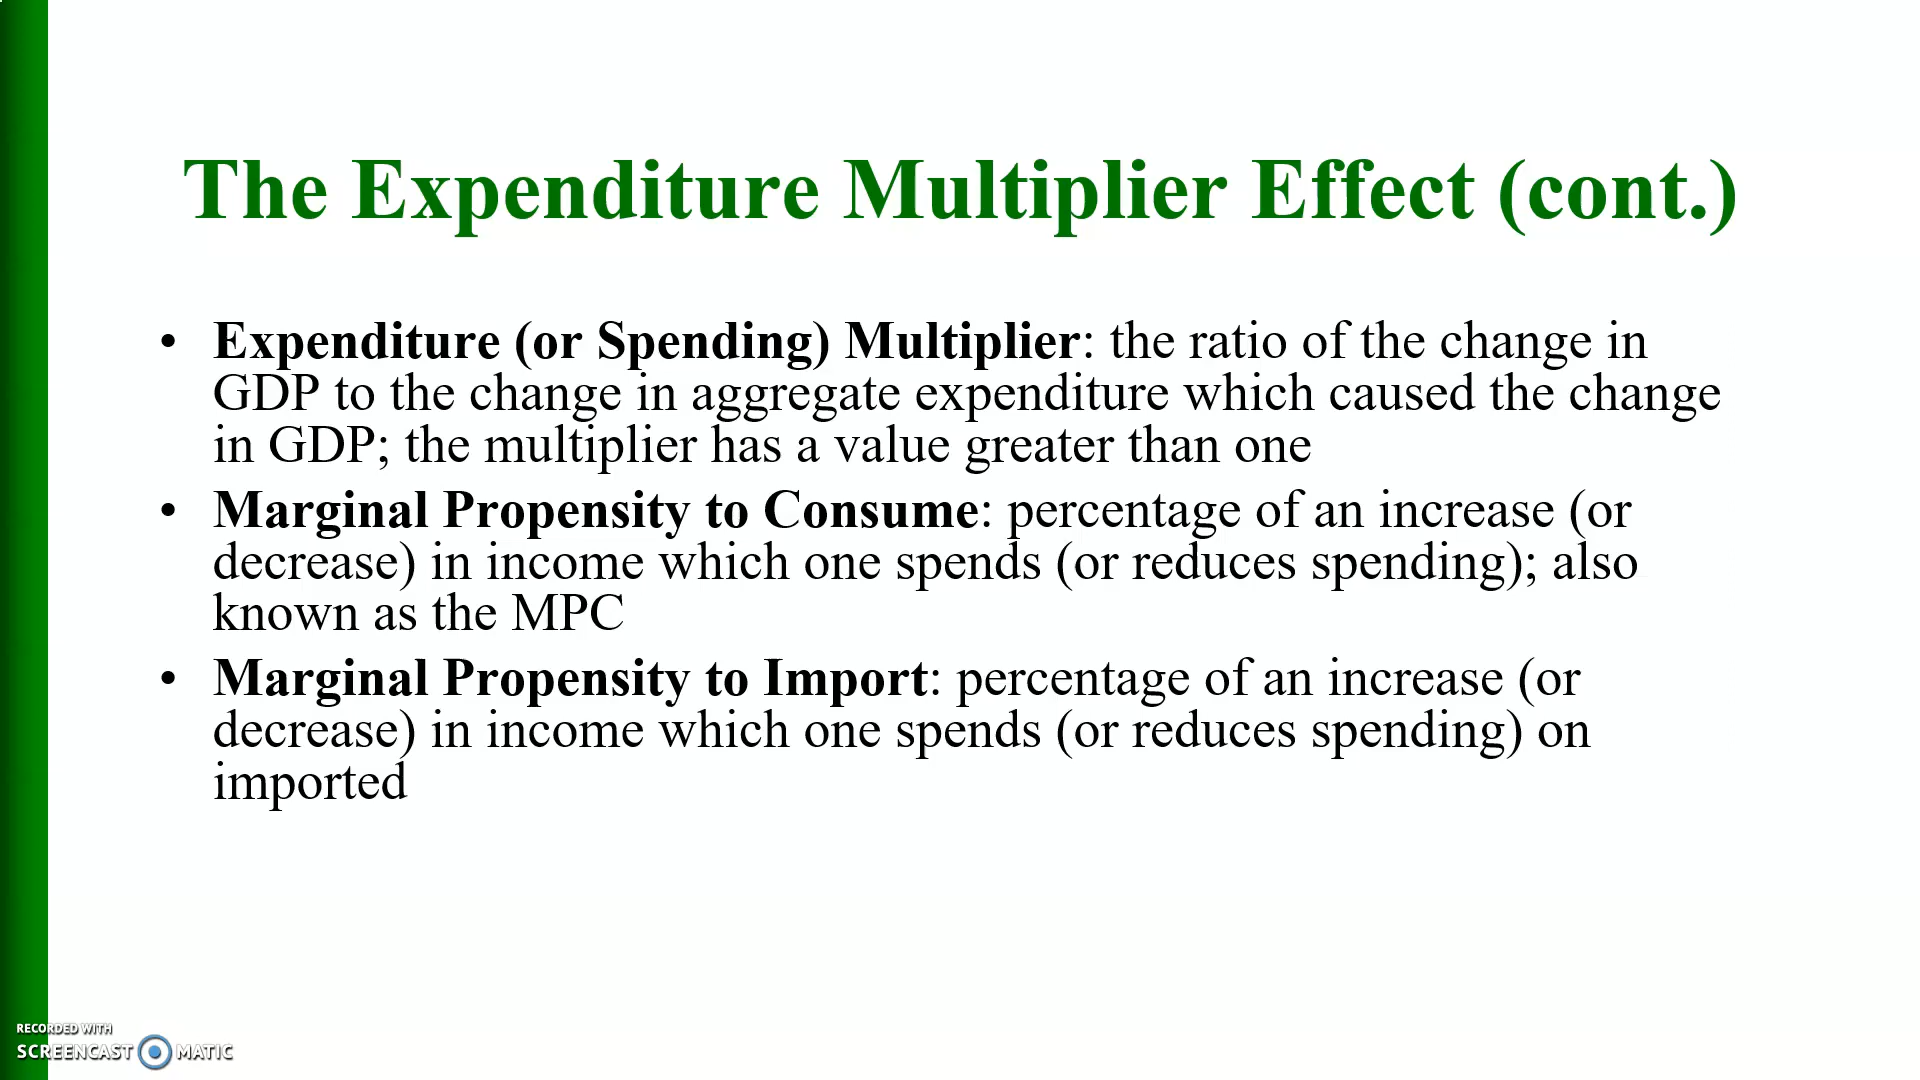 The Expenditure Multiplier Effect (cont.)
• Expenditure (or Spending) Multiplier: the ratio of the change in
GDP to the change in aggregate expenditure which caused the change
in GDP; the multiplier has a value greater than one
• Marginal Propensity to Consume: percentage of an increase (or
decrease) in income which one spends (or reduces spending); also
known as the MPC
• Marginal Propensity to Import: percentage of an increase (or
decrease) in income which one spends (or reduces spending) on
imported
RECORDED WITH
SCREENCAST MATIC